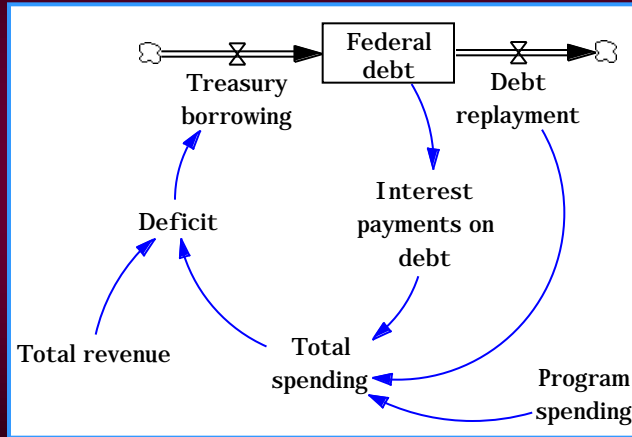 Federal
debt
Treasury
borrowing
Debt
replayment
Interest
payments on
debt
Deficit
Total revenue
Total
spending
Program
spending